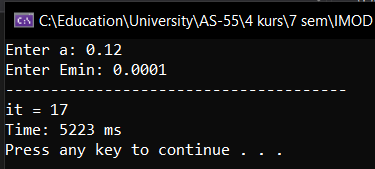 C:\Education\University\AS-55\4 kurs\7 sem\IMOD
Enter a: 0.12
Enter Emin: 0.0001
--------------------------------------
it = 17
Time: 5223 ms
Press any key to continue . . .